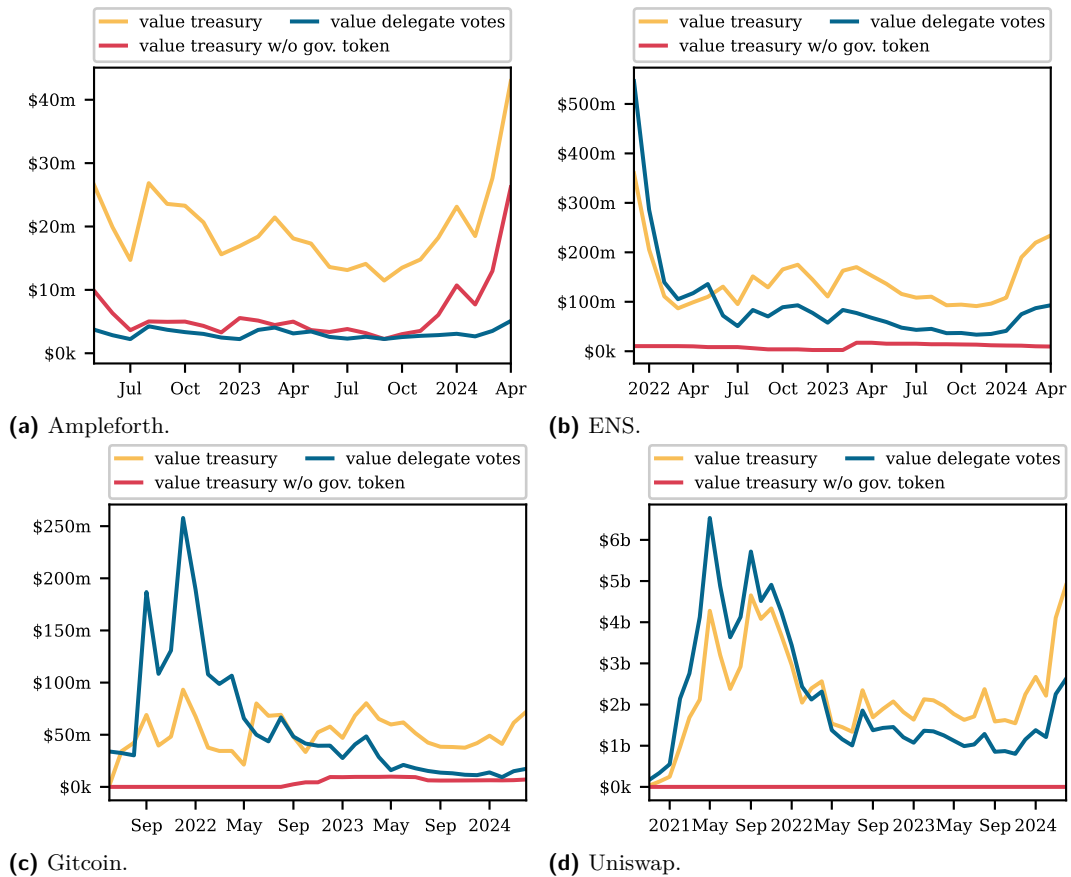 value treasury
value delegate votes
value treasury w/o gov. token
$40m
$30m
$20m
$10m
$0k
Jul Oct 2023 Apr Jul Oct 2024 Apr
(a) Ampleforth.
value treasury
value delegate votes
value treasury w/o gov. token
$500m
$400m
$300m
$200m
$100m
$0k
2022 Apr Jul Oct 2023 Apr Jul Oct 2024 Apr
(b) ENS.
value treasury
value delegate votes
value treasury w/o gov. token
$250m
$200m
$150m
$100m
$50m
$0k
Sep 2022 May Sep 2023 May Sep 2024
(c) Gitcoin.
value treasury
value delegate votes
value treasury w/o gov. token
$6b
$5b
$4b
$3b
$2b
$1b
$0k
2021 May Sep 2022 May Sep 2023 May Sep 2024
(d) Uniswap.